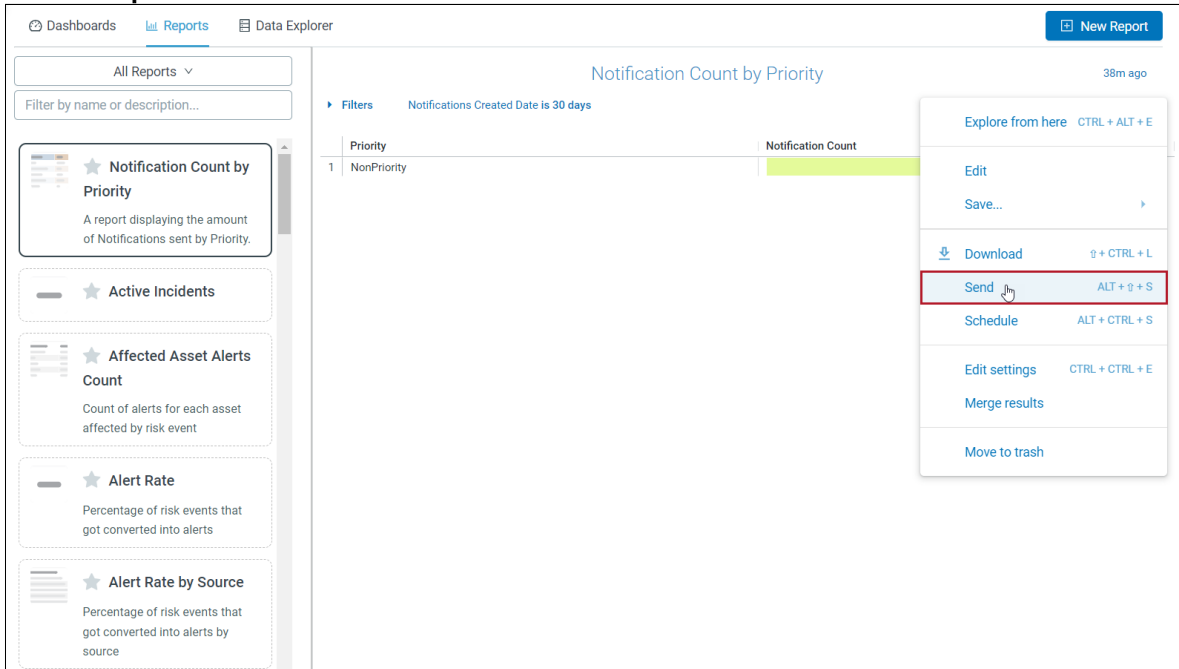 Dashboards Reports Data Explorer New Report
All Reports
Filter by name or description...
Notification Count by
Priority
A report displaying the amount
of Notifications sent by Priority.
Active Incidents
Affected Asset Alerts
Count
Count of alerts for each asset
affected by risk event
Alert Rate
Percentage of risk events that
got converted into alerts
Alert Rate by Source
Percentage of risk events that
got converted into alerts by
source
Notification Count by Priority 38m ago
Filters Notifications Created Date is 30 days
Priority Notification Count
1 NonPriority
Explore from here CTRL + ALT + E
Edit
Save...
Download ⇧ + CTRL + L
Send ALT + ⇧ + S
Schedule ALT + CTRL + S
Edit settings CTRL + CTRL + E
Merge results
Move to trash